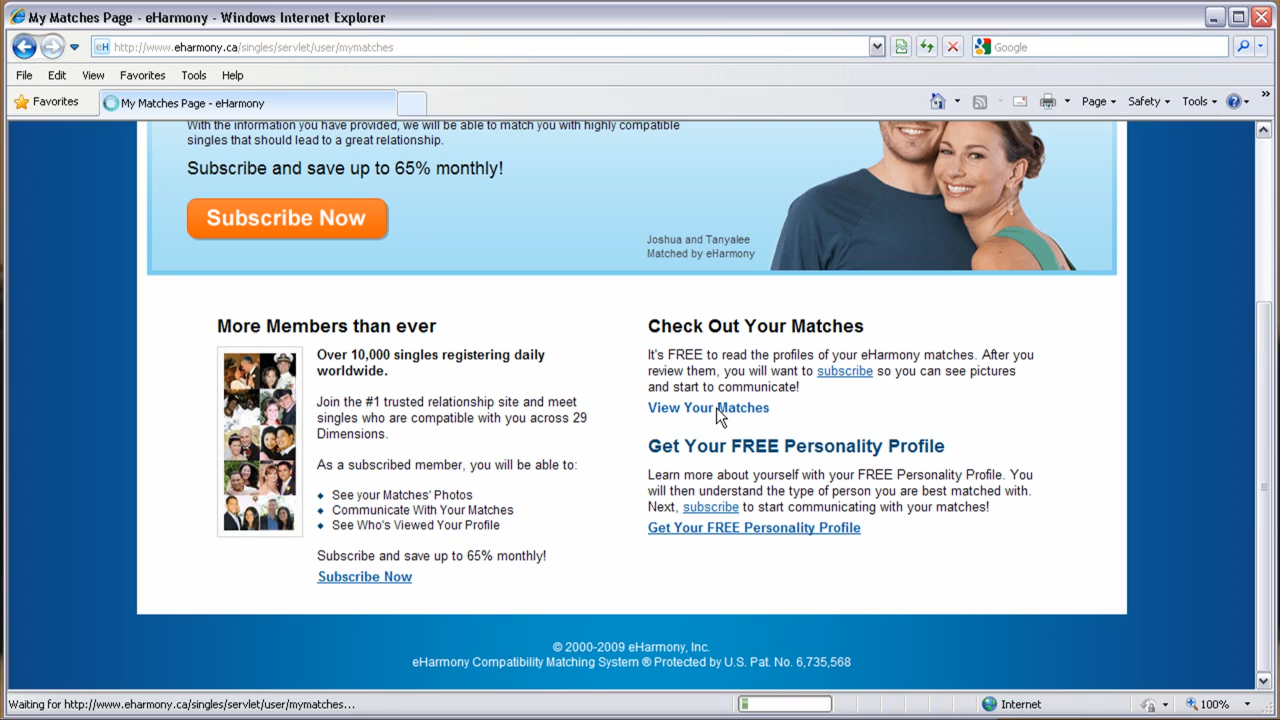 My Matches Page - eHarmony - Windows Internet Explorer
eH http://www.eharmony.ca/singles/servlet/user/mymatches
Google
File Edit View Favorites Tools Help
Favorites
My Matches Page - eHarmony
Page Safety Tools
With the information you have provided, we will be able to match you with highly compatible
singles that should lead to a great relationship.
Subscribe and save up to 65% monthly!
Subscribe Now
Joshua and Tanyalee
Matched by eHarmony
More Members than ever
Over 10,000 singles registering daily
worldwide.
Join the #1 trusted relationship site and meet
singles who are compatible with you across 29
Dimensions.
As a subscribed member, you will be able to:
See your Matches' Photos
Communicate With Your Matches
See Who's Viewed Your Profile
Subscribe and save up to 65% monthly!
Subscribe Now
Check Out Your Matches
It's FREE to read the profiles of your eHarmony matches. After you
review them, you will want to subscribe so you can see pictures
and start to communicate!
View Your Matches
Get Your FREE Personality Profile
Learn more about yourself with your FREE Personality Profile. You
will then understand the type of person you are best matched with.
Next, subscribe to start communicating with your matches!
Get Your FREE Personality Profile
© 2000-2009 eHarmony, Inc.
eHarmony Compatibility Matching System ® Protected by U.S. Pat. No. 6,735,568
Waiting for http://www.eharmony.ca/singles/servlet/user/mymatches...
Internet
100%